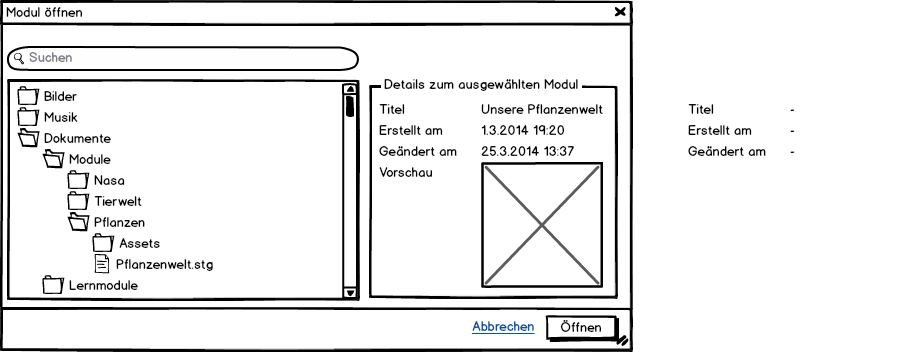 Modul öffnen
Suchen
Bilder
Musik
Dokumente
Module
Nasa
Tierwelt
Pflanzen
Assets
Pflanzenwelt.stg
Lernmodule
Details zum ausgewählten Modul
Titel Unsere Pflanzenwelt
Erstellt am 1.3.2014 19:20
Geändert am 25.3.2014 13:37
Vorschau
Titel -
Erstellt am -
Geändert am -
Abbrechen Öffnen